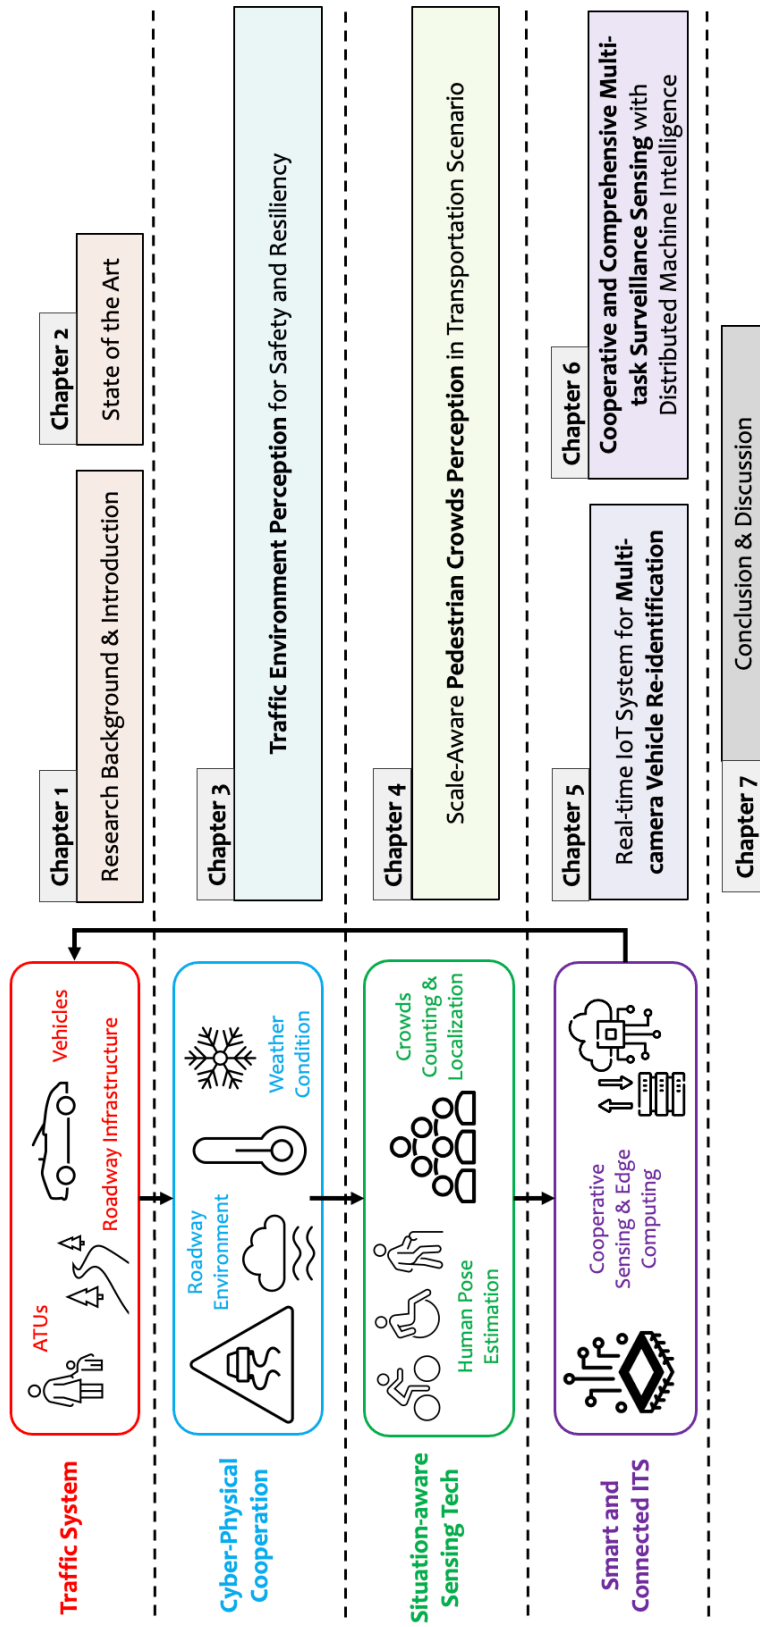 Traffic System
ATUs
Vehicles
Roadway Infrastructure
Chapter 1
Research Background & Introduction
Chapter 2
State of the Art
Cyber-Physical
Cooperation
Roadway
Environment
Weather
Condition
Chapter 3
Traffic Environment Perception for Safety and Resiliency
Situation-aware
Sensing Tech
Human Pose
Estimation
Crowds
Counting &
Localization
Chapter 4
Scale-Aware Pedestrian Crowds Perception in Transportation Scenario
Smart and
Connected ITS
Cooperative
Sensing & Edge
Computing
Chapter 5
Real-time IoT System for Multi-
camera Vehicle Re-identification
Chapter 6
Cooperative and Comprehensive Multi-
task Surveillance Sensing with
Distributed Machine Intelligence
Chapter 7
Conclusion & Discussion